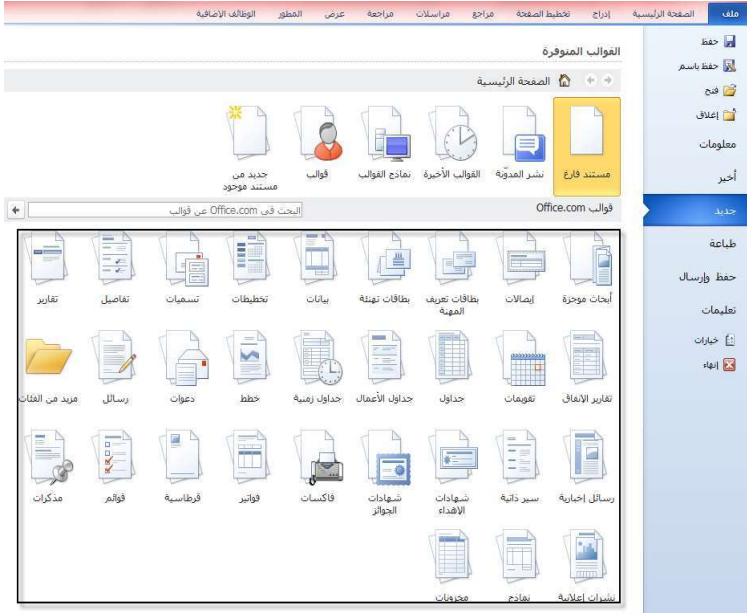 ملف الصفحة الرئيسية إدراج تخطيط الصفحة مراجع مراسلات مراجعة عرض المطور الوظائف الإضافية
حفظ
حفظ باسم
فتح
إغلاق
معلومات
أخير
جديد
طباعة
حفظ وإرسال
تعليمات
خيارات
إنهاء
القوالب المتوفرة
الصفحة الرئيسية
مستند فارغ نشر المدوّنة القوالب الأخيرة نماذج القوالب قوالب جديد من
مستند موجود
قوالب Office.com البحث في Office.com عن قوالب
أبحاث موجزة إيصالات بطاقات تعريف بطاقات تهنئة بيانات تخطيطات تسميات تفاصيل تقارير
المهنة
تقارير الإنفاق تقويمات جداول جداول الأعمال جداول زمنية خطط دعوات رسائل مزيد من الفئات
رسائل إخبارية سير ذاتية شهادات شهادات فاكسات فواتير قرطاسية قوائم مذكرات
الإهداء الجوائز
نشرات إعلانية نماذج مخزونات